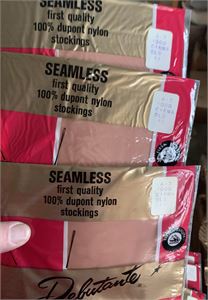 SEAMLESS
first quality
100% dupont nylon
stockings
SEAMLESS
first quality
100% dupont nylon
stockings
SEAMLESS
first quality
100% dupont nylon
stockings
Debutante